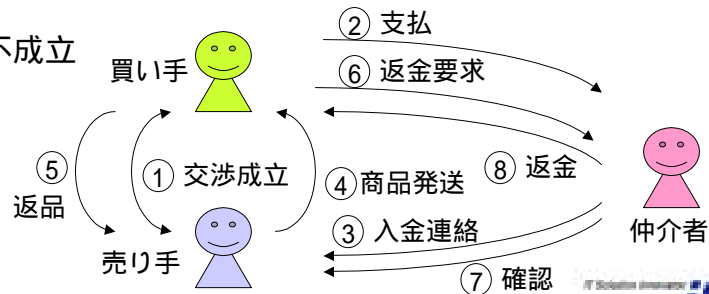 不成立
② 支払
買い手
⑥ 返金要求
⑤
返品
① 交渉成立
④ 商品発送
⑧ 返金
③ 入金連絡
仲介者
売り手
⑦ 確認